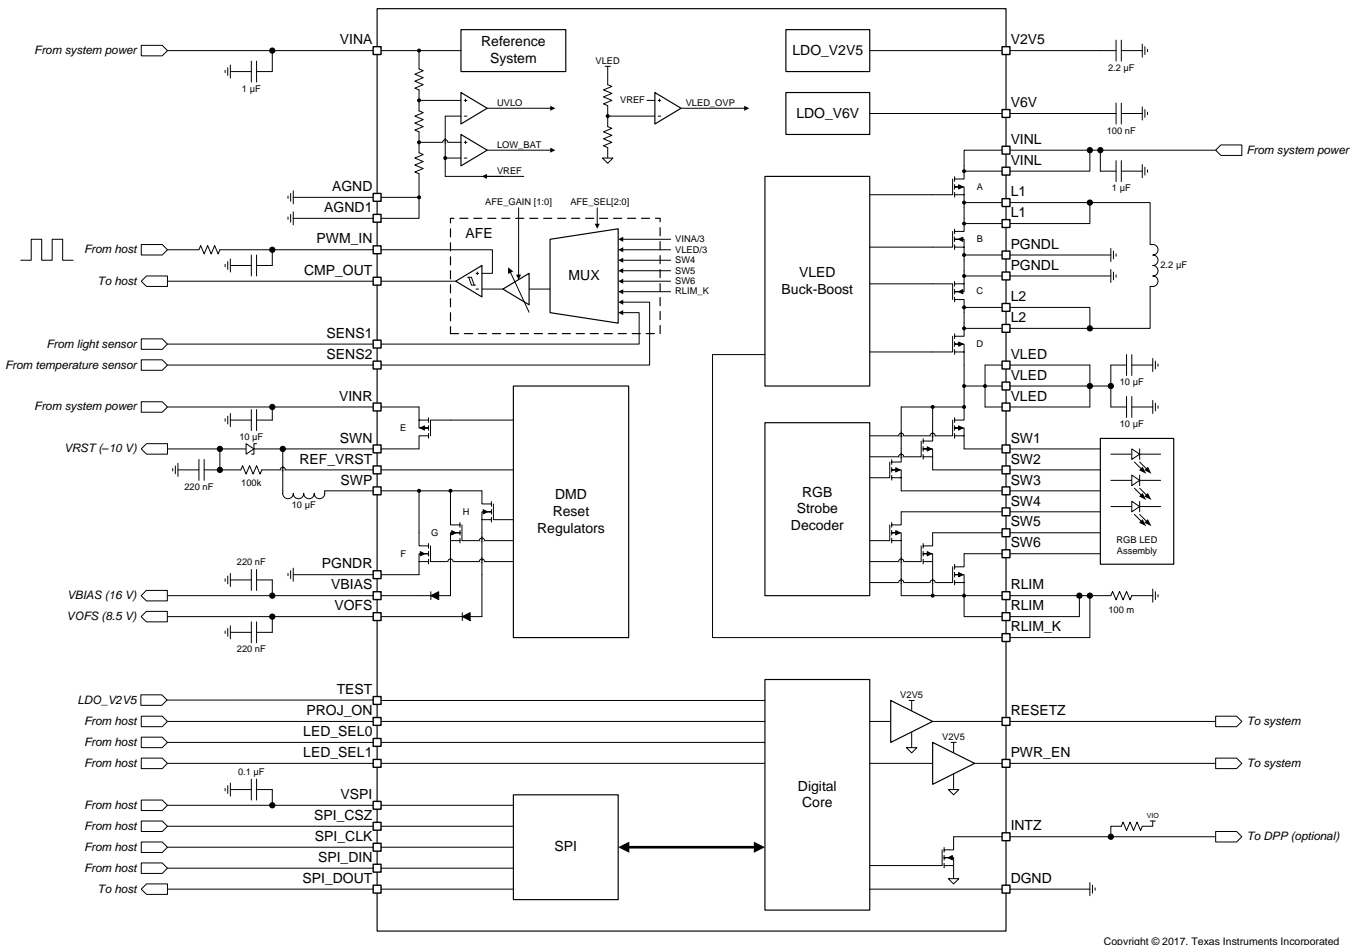 From system power
VINA
1 µF
Reference
System
UVLO
LOW_BAT
VREF
VLED
VREF
VLED_OVP
LDO_V2V5
V2V5
2.2 µF
LDO_V6V
V6V
100 nF
VINL
VINL
From system power
1 µF
AGND
AGND1
AFE_GAIN [1:0]
AFE_SEL[2:0]
AFE
MUX
VINA/3
VLED/3
SW4
SW5
SW6
RLIM_K
From host
PWM_IN
To host
CMP_OUT
From light sensor
SENS1
From temperature sensor
SENS2
VLED
Buck-Boost
A
L1
L1
B
PGNDL
PGNDL
2.2 µF
C
L2
L2
D
VLED
VLED
VLED
10 µF
10 µF
From system power
VINR
10 µF
E
VRST (–10 V)
SWN
REF_VRST
220 nF
100k
SWP
10 µF
H
G
F
DMD
Reset
Regulators
PGNDR
220 nF
VBIAS (16 V)
VBIAS
VOFS (8.5 V)
VOFS
220 nF
RGB
Strobe
Decoder
SW1
SW2
SW3
SW4
SW5
SW6
RGB LED
Assembly
RLIM
RLIM
100 m
RLIM_K
LDO_V2V5
TEST
From host
PROJ_ON
From host
LED_SEL0
From host
LED_SEL1
0.1 µF
From host
VSPI
From host
SPI_CSZ
From host
SPI_CLK
From host
SPI_DIN
To host
SPI_DOUT
SPI
Digital
Core
V2V5
RESETZ
To system
V2V5
PWR_EN
To system
INTZ
VIO
To DPP (optional)
DGND
Copyright © 2017, Texas Instruments Incorporated